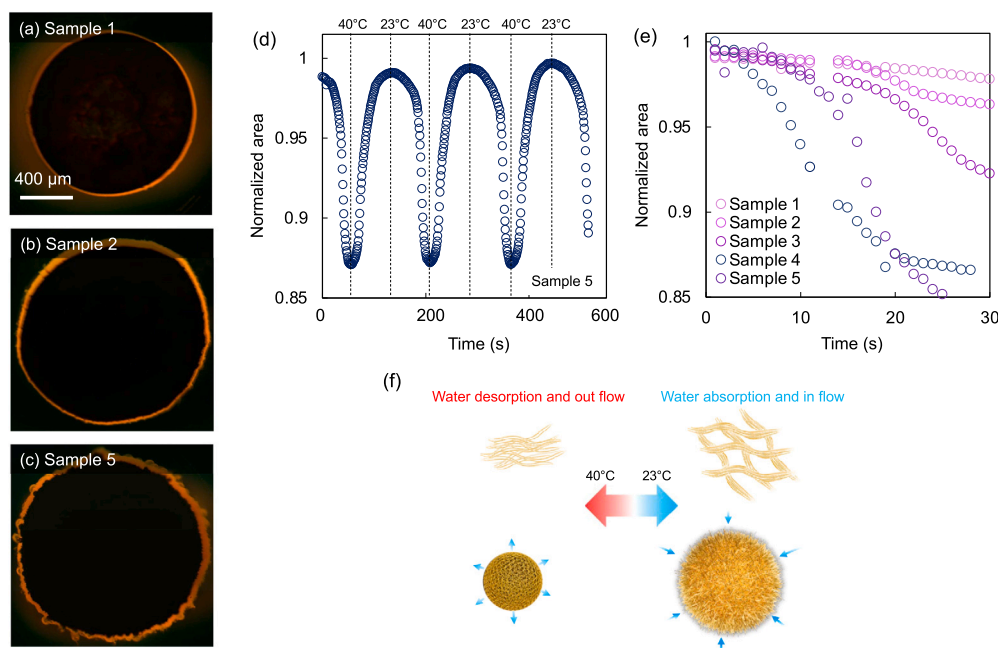 (a) Sample 1
400 µm
(b) Sample 2
(c) Sample 5
(d)
40°C 23°C 40°C 23°C 40°C 23°C
1
0.95
0.9
0.85
Normalized area
0 200 400 600
Time (s)
Sample 5
(e)
1
0.95
0.9
0.85
Normalized area
Sample 1
Sample 2
Sample 3
Sample 4
Sample 5
0 10 20 30
Time (s)
(f)
Water desorption and out flow
Water absorption and in flow
40°C 23°C